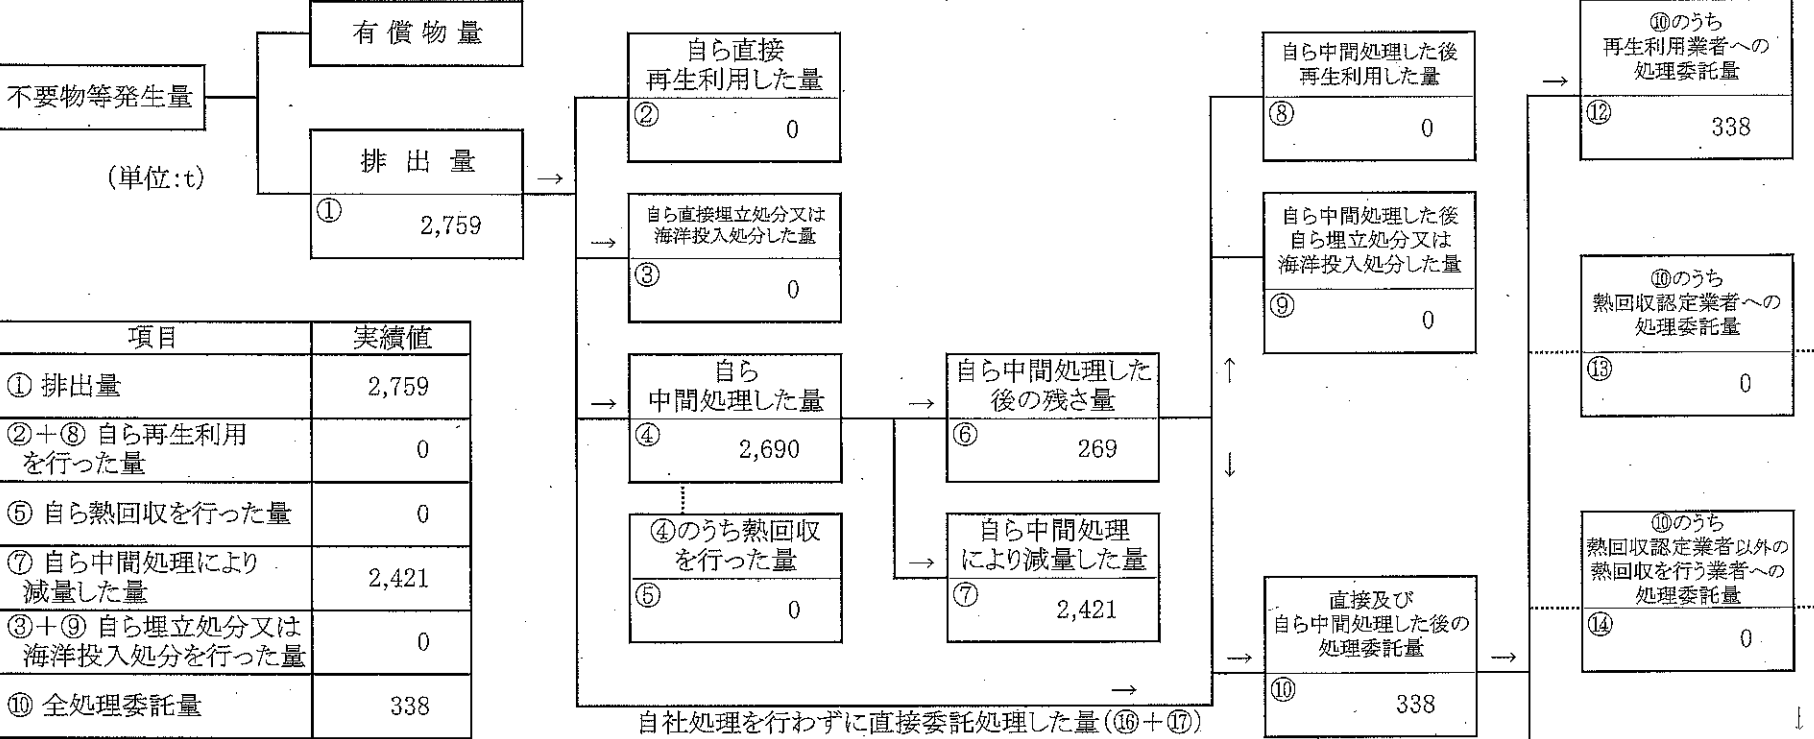 有償物量
不要物等発生量
(単位:t)
排出量
①
2,759
自ら直接
再生利用した量
②
0
自ら直接埋立処分又は
海洋投入処分した量
③
0
自ら
中間処理した量
④
2,690
④のうち熱回収
を行った量
⑤
0
自ら中間処理した
後の残さ量
⑥
269
自ら中間処理
により減量した量
⑦
2,421
自ら中間処理した後
再生利用した量
⑧
0
自ら中間処理した後
自ら埋立処分又は
海洋投入処分した量
⑨
0
直接及び
自ら中間処理した後の
処理委託量
⑩
338
自社処理を行わずに直接委託処理した量(⑯+⑰)
⑩のうち
再生利用業者への
処理委託量
⑫
338
⑩のうち
熱回収認定業者への
処理委託量
⑬
0
⑩のうち
熱回収認定業者以外の
熱回収を行う業者への
処理委託量
⑭
0
項目 実績値
① 排出量 2,759
②+⑧ 自ら再生利用
を行った量 0
⑤ 自ら熱回収を行った量 0
⑦ 自ら中間処理により
減量した量 2,421
③+⑨ 自ら埋立処分又は
海洋投入処分を行った量 0
⑩ 全処理委託量 338